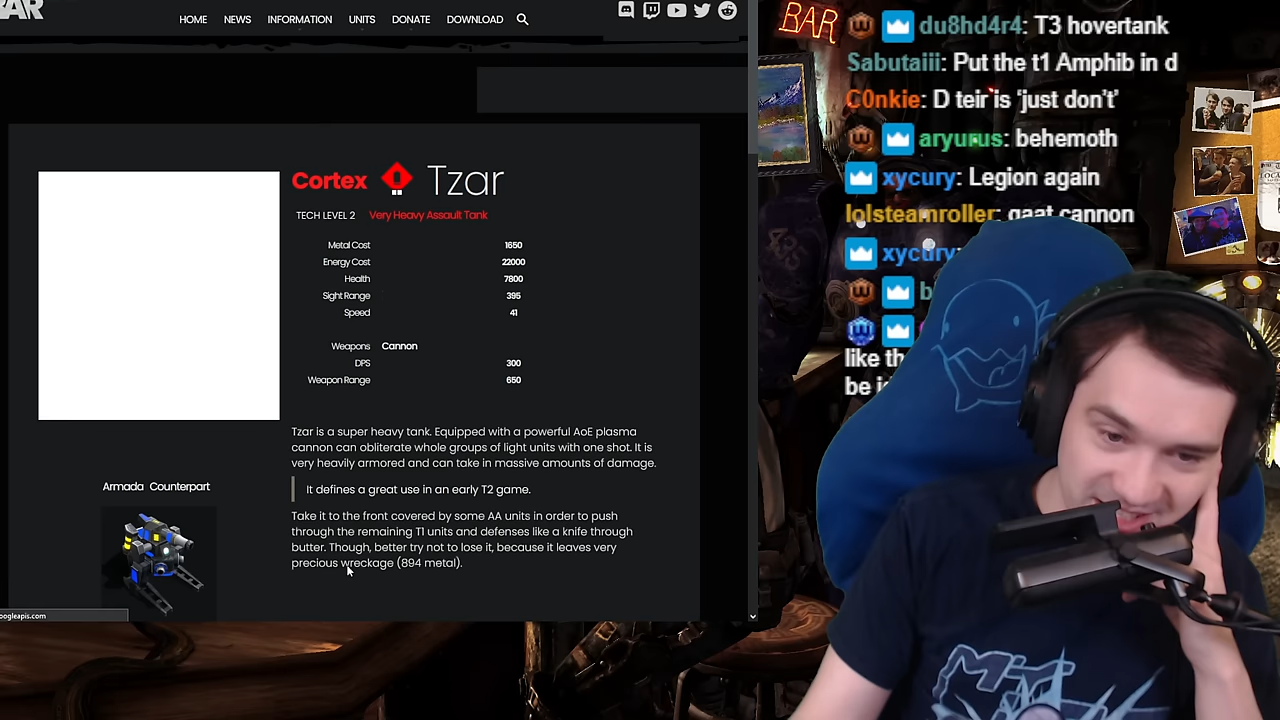 BAR
HOME NEWS INFORMATION UNITS DONATE DOWNLOAD
Cortex Tzar
TECH LEVEL 2 Very Heavy Assault Tank
Metal Cost 1650
Energy Cost 22000
Health 7800
Sight Range 395
Speed 41
Weapons Cannon
DPS 300
Weapon Range 650
Tzar is a super heavy tank. Equipped with a powerful AoE plasma
cannon can obliterate whole groups of light units with one shot. It is
very heavily armored and can take in massive amounts of damage.
It defines a great use in an early T2 game.
Take it to the front covered by some AA units in order to push
through the remaining T1 units and defenses like a knife through
butter. Though, better try not to lose it, because it leaves very
precious wreckage (894 metal).
Armada Counterpart
oogleapis.com
BAR
du8hd4r4: T3 hovertank
Sabutaiii: Put the t1 Amphib in d
C0nkie: D teir is ‘just don’t’
aryurus: behemoth
xycury: Legion again
lolsteamroller: gaat cannon
xycury
b
like th
be i